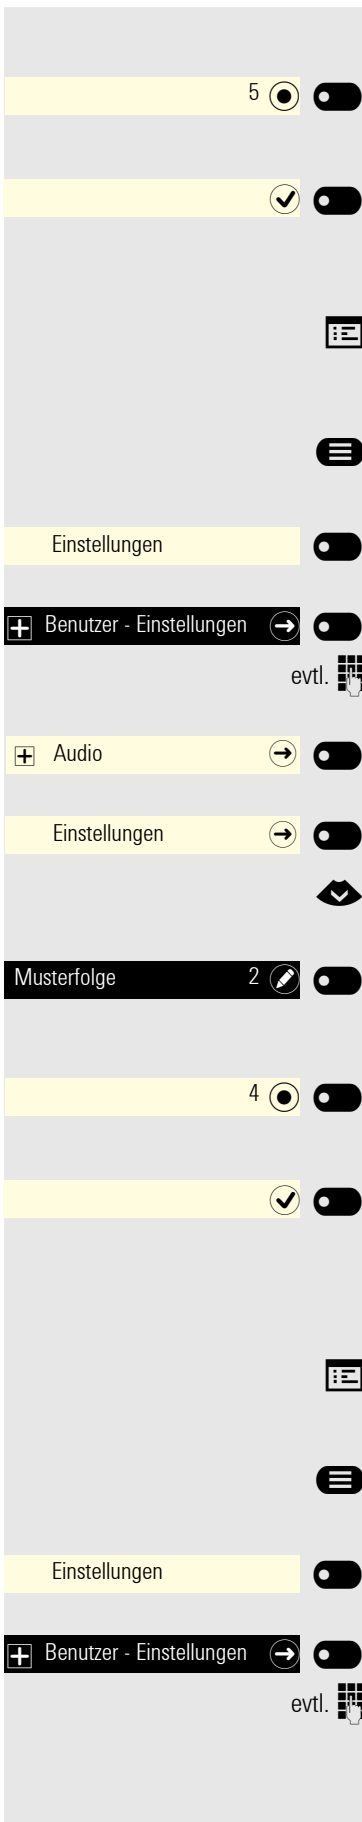 5
Einstellungen
Benutzer - Einstellungen
evtl.
Audio
Einstellungen
Musterfolge 2
4
Einstellungen
Benutzer - Einstellungen
evtl.